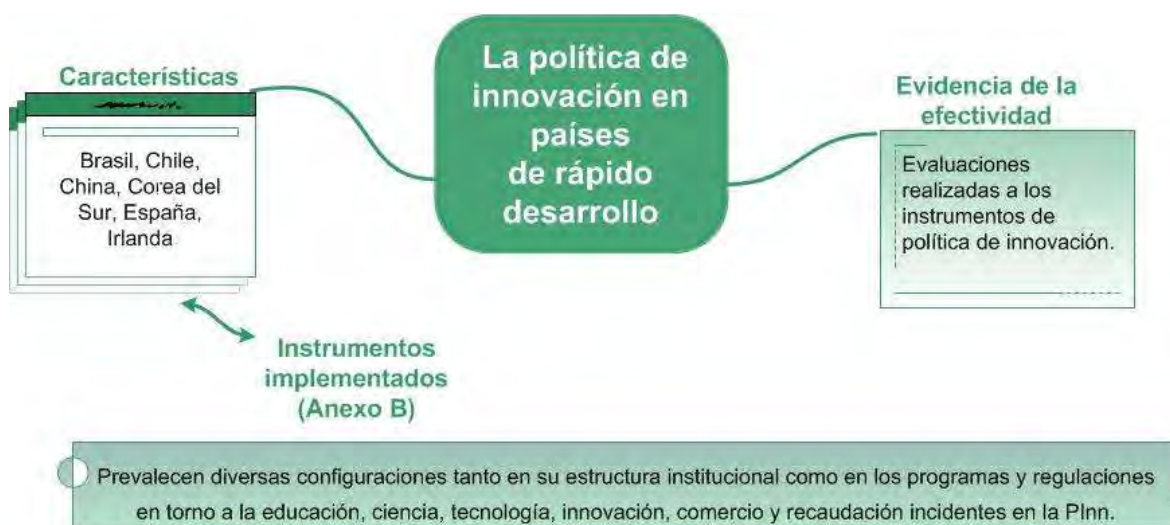 La política de
innovación en
países
de rápido
desarrollo
Características
Brasil, Chile,
China, Corea del
Sur, España,
Irlanda
Instrumentos
implementados
(Anexo B)
Evidencia de la
efectividad
Evaluaciones
realizadas a los
instrumentos de
política de innovación.
Prevalecen diversas configuraciones tanto en su estructura institucional como en los programas y regulaciones
en torno a la educación, ciencia, tecnología, innovación, comercio y recaudación incidentes en la PInn.